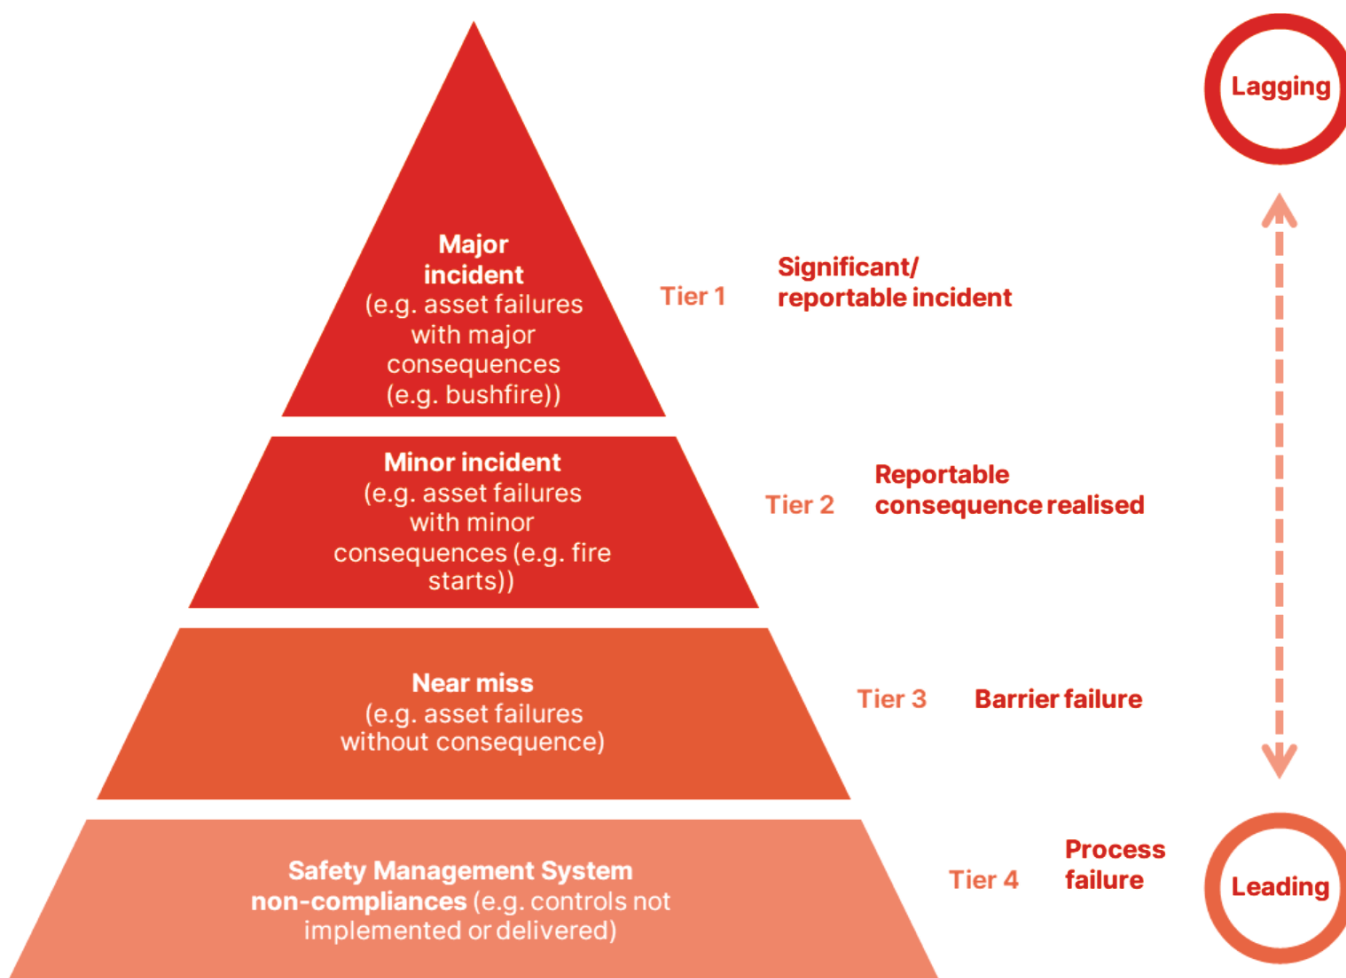 Lagging
Major
incident
(e.g. asset failures
with major
consequences
(e.g. bushfire))
Tier 1
Significant/
reportable incident
Minor incident
(e.g. asset failures
with minor
consequences (e.g. fire
starts))
Tier 2
Reportable
consequence realised
Near miss
(e.g. asset failures
without consequence)
Tier 3
Barrier failure
Safety Management System
non-compliances (e.g. controls not
implemented or delivered)
Tier 4
Process
failure
Leading